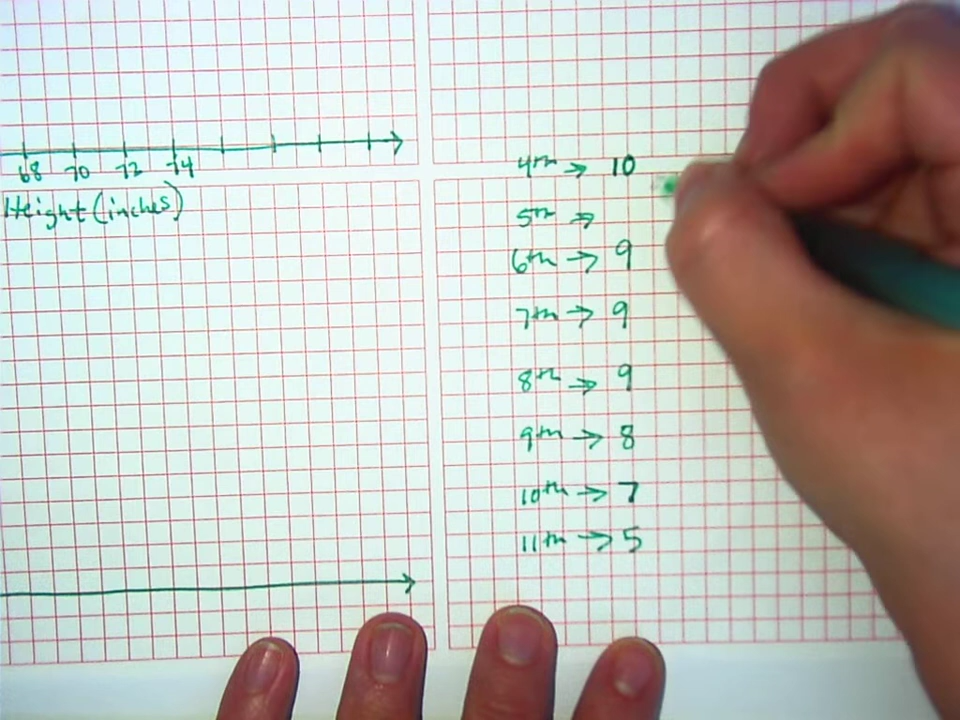 68 70 72 74
Height (inches)
4th → 10
5th →
6th → 9
7th → 9
8th → 9
9th → 8
10th → 7
11th → 5